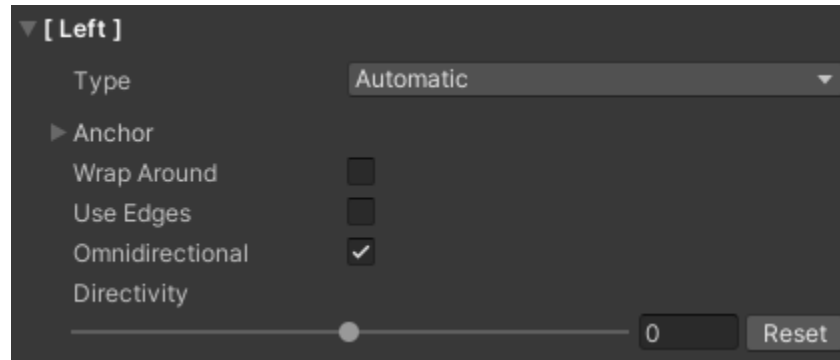 [ Left ]
Type Automatic
Anchor
Wrap Around
Use Edges
Omnidirectional
Directivity
0 Reset